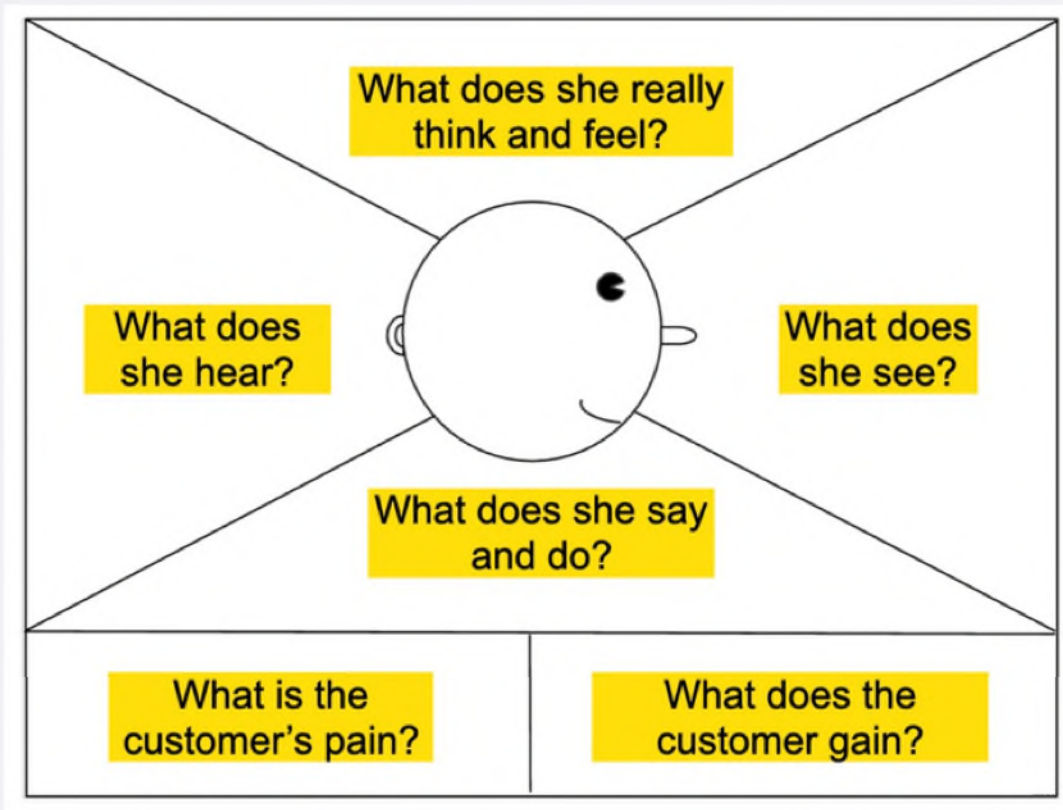 What does she really
think and feel?
What does
she hear?
What does
she see?
What does she say
and do?
What is the
customer’s pain?
What does the
customer gain?